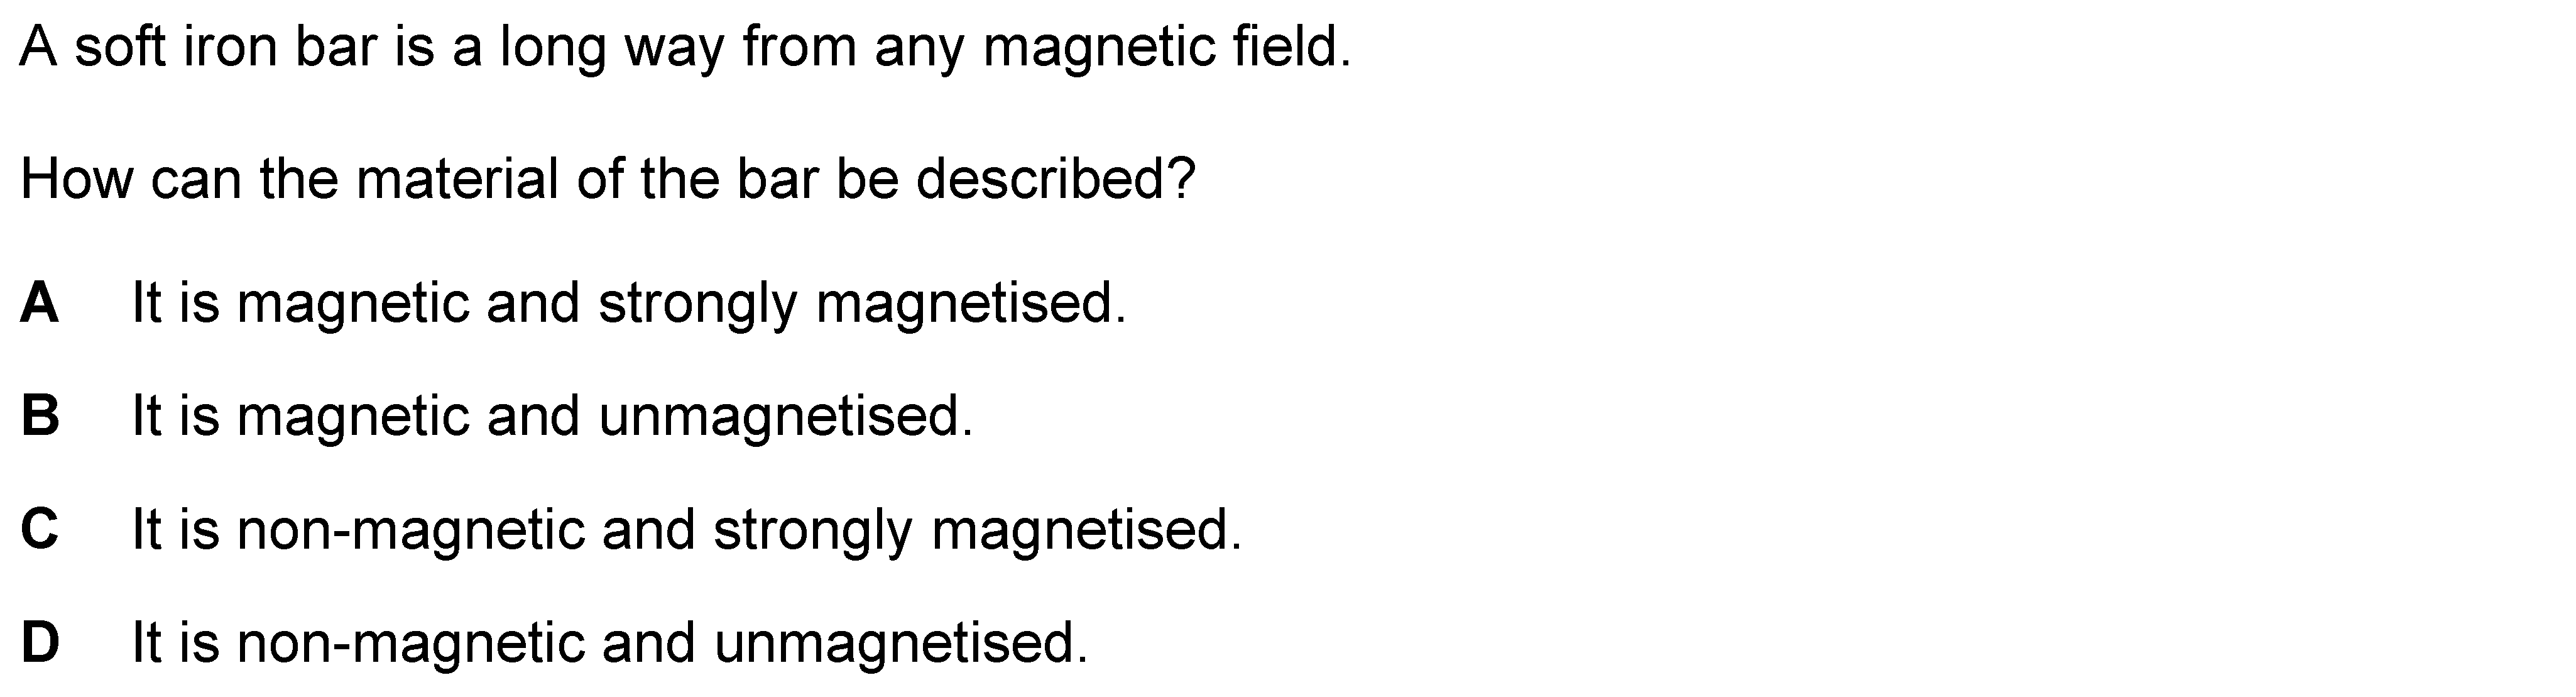 A soft iron bar is a long way from any magnetic field.
How can the material of the bar be described?
A It is magnetic and strongly magnetised.
B It is magnetic and unmagnetised.
C It is non-magnetic and strongly magnetised.
D It is non-magnetic and unmagnetised.